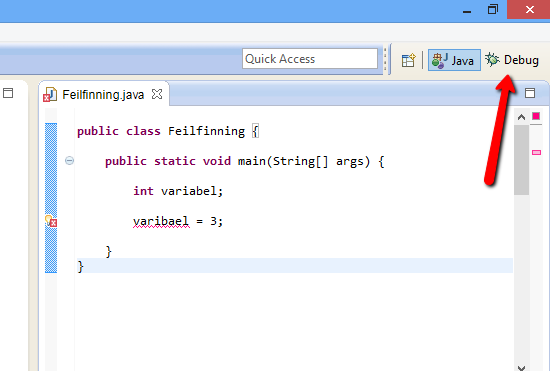 Quick Access
Java
Debug
Feilfinning.java
public class Feilfinning {
public static void main(String[] args) {
int variabel;
varibael = 3;
}
}